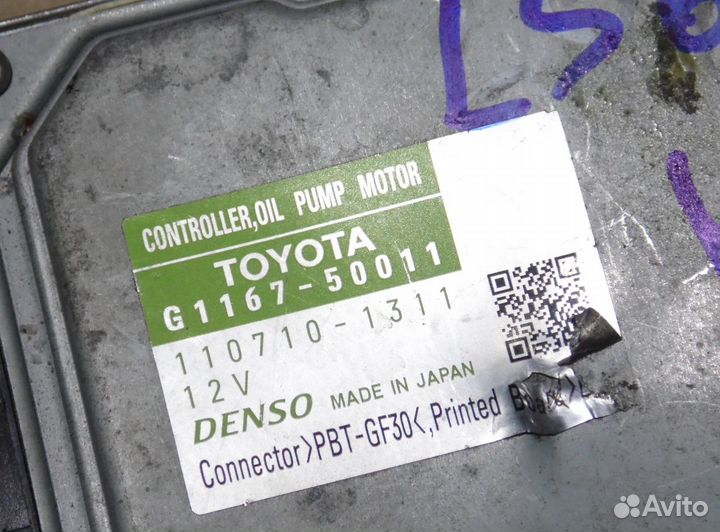 LS6
CONTROLLER,OIL PUMP MOTOR
TOYOTA
G1167-50011
110710-1311
12V
DENSO MADE IN JAPAN
Connector>PBT-GF30<,Printed
Avito